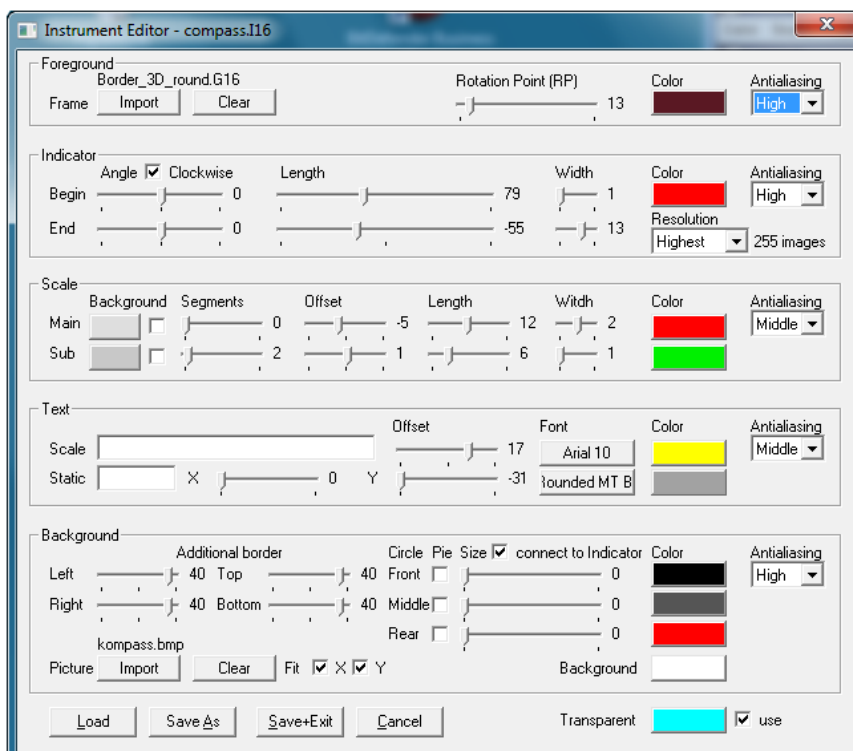 Instrument Editor - compass.I16
Foreground
Border_3D_round.G16 Rotation Point (RP) Color Antialiasing
Frame Import Clear 13 High
Indicator
Angle Clockwise Length Width Color Antialiasing
Begin 0 79 1 High
Resolution
End 0 -55 13 Highest 255 images
Scale
Background Segments Offset Length Witdh Color Antialiasing
Main 0 -5 12 2 Middle
Sub 2 1 6 1
Text
Offset Font Color Antialiasing
Scale 17 Arial 10 Middle
Static X 0 Y -31 Rounded MT B
Background
Additional border Circle Pie Size connect to Indicator Color Antialiasing
Left 40 Top 40 Front 0 High
Right 40 Bottom 40 Middle 0
Rear 0
kompass.bmp
Picture Import Clear Fit X Y Background
Load Save As Save+Exit Cancel Transparent use